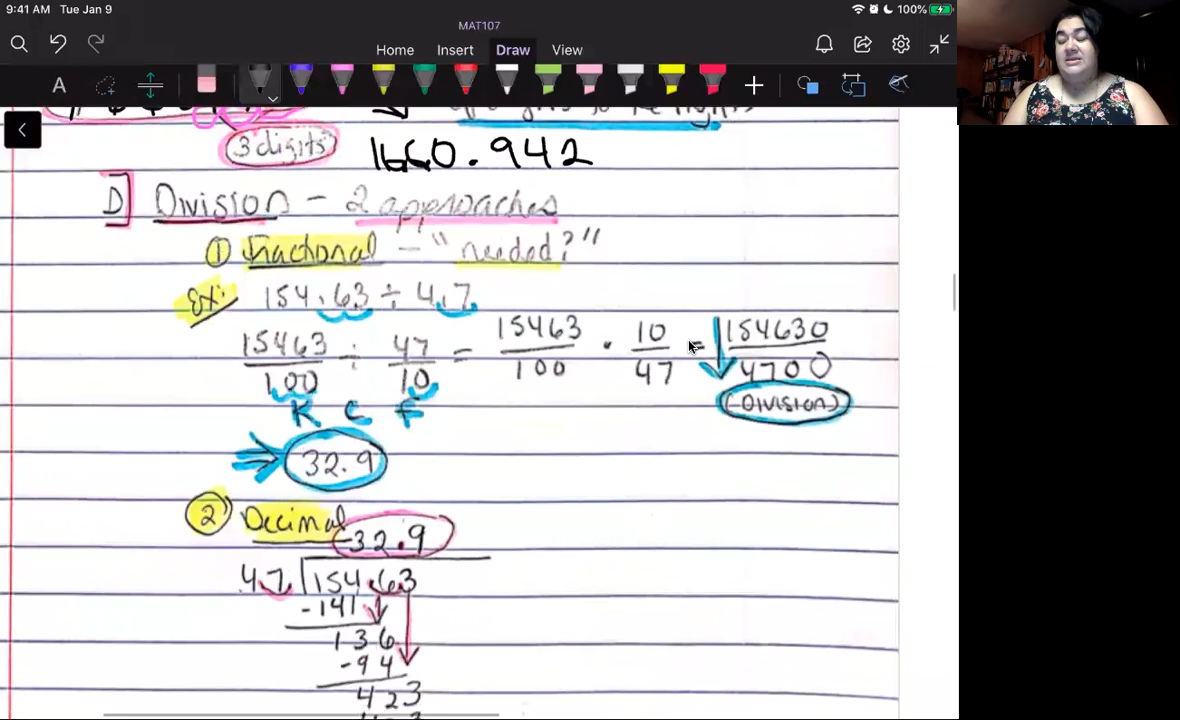 9:41 AM Tue Jan 9
100%
MAT107
Home Insert Draw View
A
3 digits
1660.942
D] Division - 2 approaches
① Fractional - "needed?"
Ex: 154.63 ÷ 4.7
15463/100 ÷ 47/10 = 15463/100 · 10/47 = 154630/4700
K C F
(-Division)
32.9
② Decimal
32.9
4.7 154.63
-141
136
-94
423